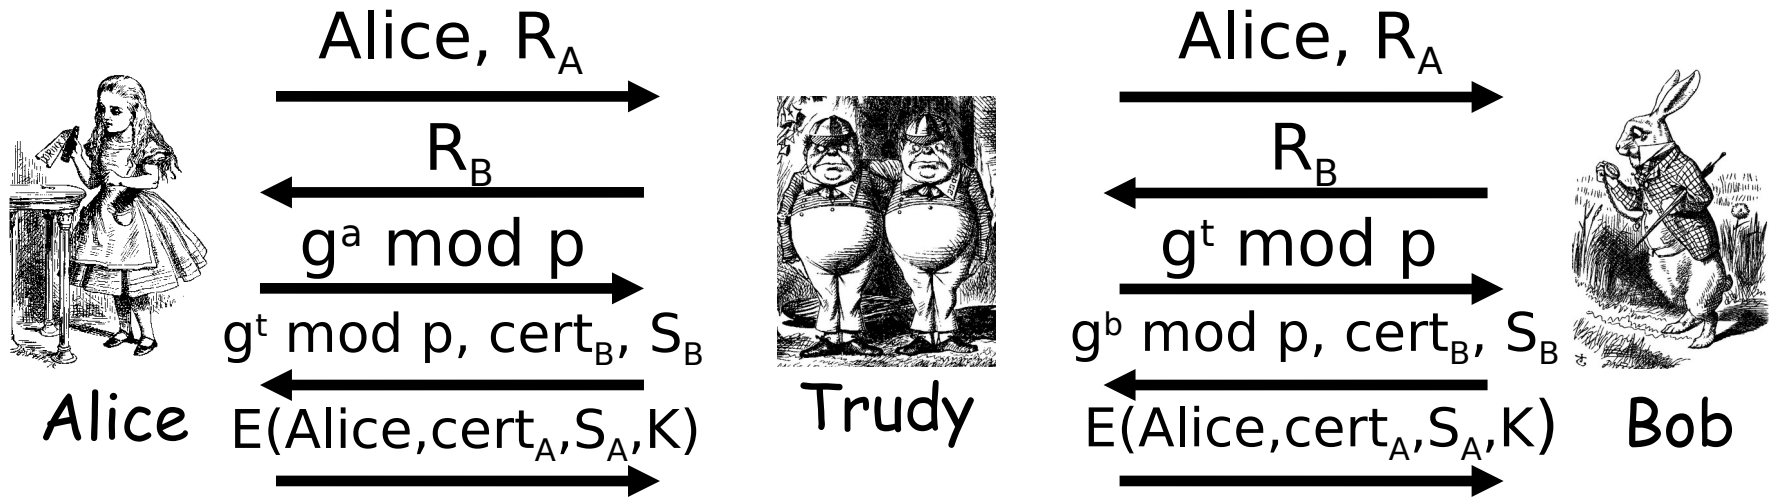 Alice, R_A
R_B
g^a mod p
g^t mod p, cert_B, S_B
E(Alice,cert_A,S_A,K)
Alice, R_A
R_B
g^t mod p
g^b mod p, cert_B, S_B
E(Alice,cert_A,S_A,K)
Alice
Trudy
Bob